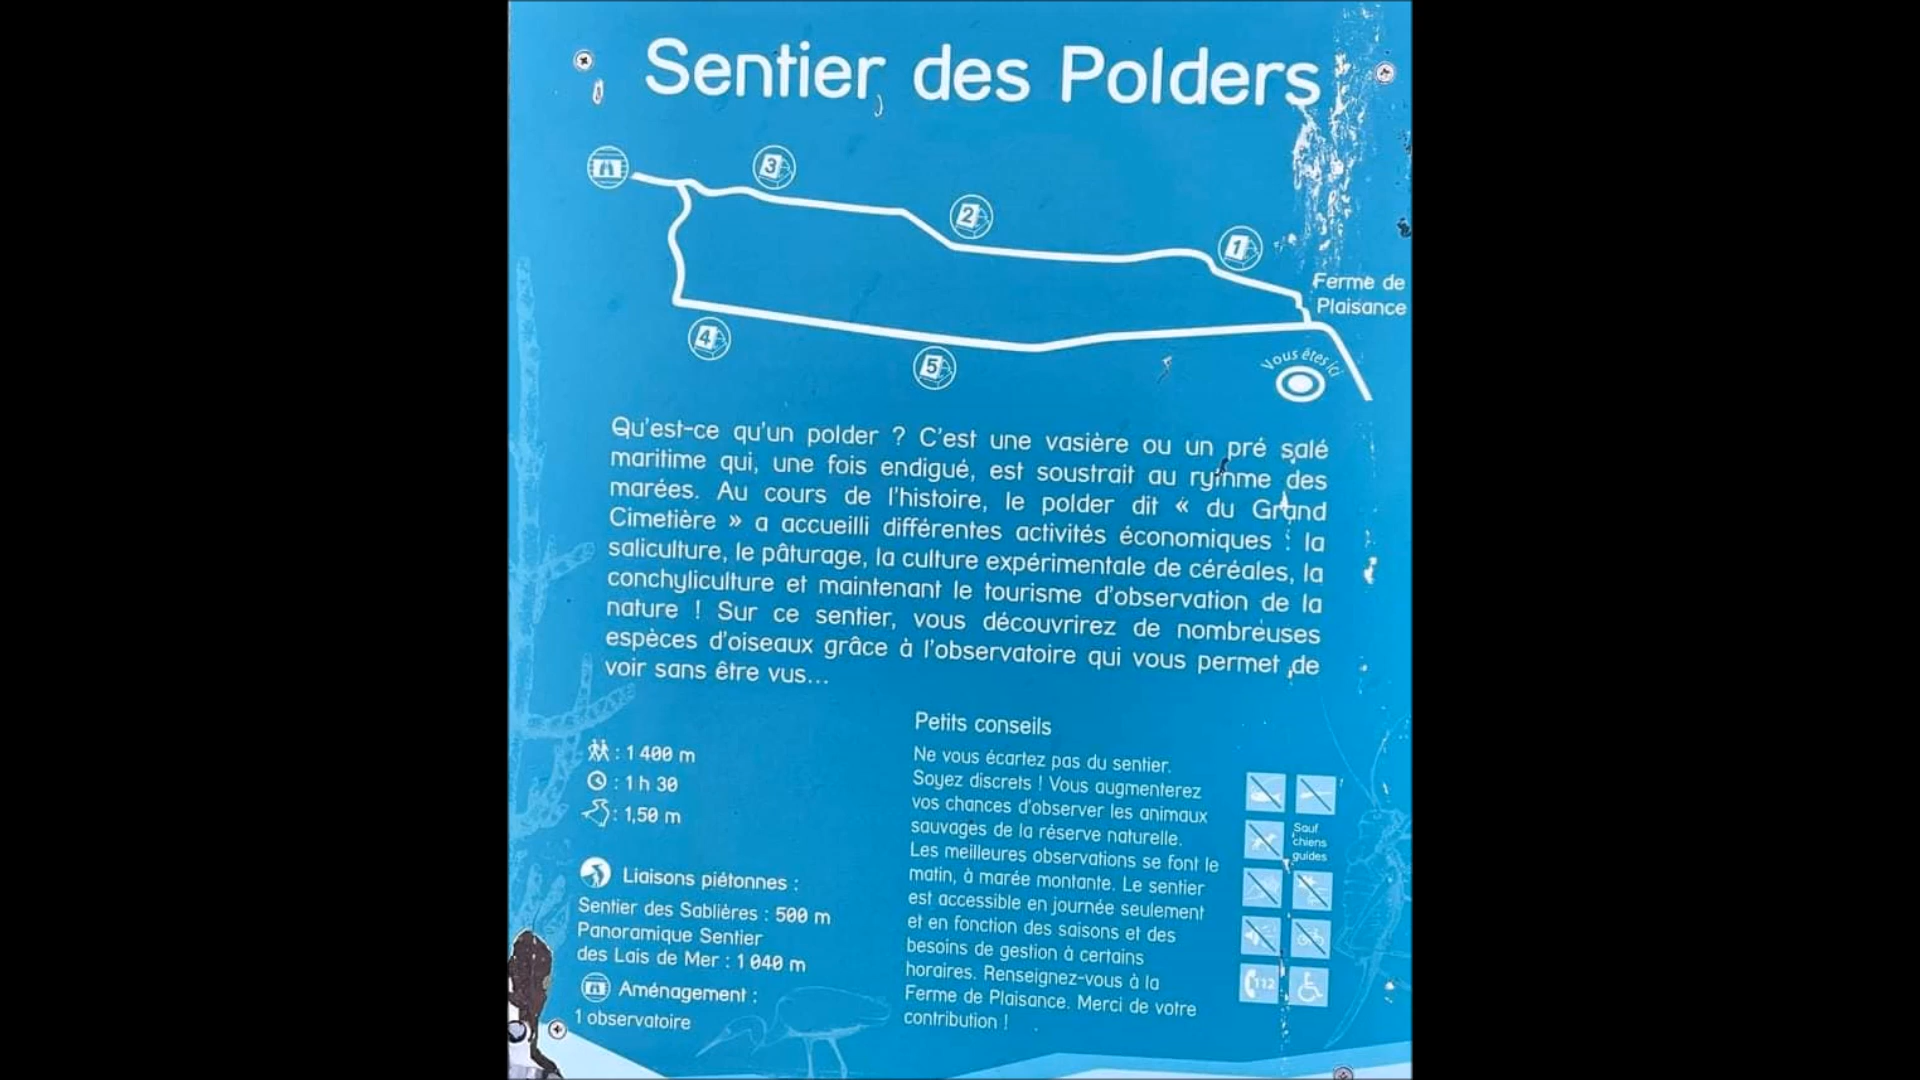 Sentier des Polders
3
2
1
Ferme de
Plaisance
4
5
Vous êtes ici
Qu'est-ce qu'un polder ? C'est une vasière ou un pré salé
maritime qui, une fois endigué, est soustrait au rythme des
marées. Au cours de l'histoire, le polder dit « du Grand
Cimetière » a accueilli différentes activités économiques : la
saliculture, le pâturage, la culture expérimentale de céréales, la
conchyliculture et maintenant le tourisme d'observation de la
nature ! Sur ce sentier, vous découvrirez de nombreuses
espèces d'oiseaux grâce à l'observatoire qui vous permet de
voir sans être vus...
: 1 400 m
: 1 h 30
: 1,50 m
Liaisons piétonnes :
Sentier des Sablières : 500 m
Panoramique Sentier
des Lais de Mer : 1 040 m
Aménagement :
1 observatoire
Petits conseils
Ne vous écartez pas du sentier.
Soyez discrets ! Vous augmenterez
vos chances d'observer les animaux
sauvages de la réserve naturelle.
Les meilleures observations se font le
matin, à marée montante. Le sentier
est accessible en journée seulement
et en fonction des saisons et des
besoins de gestion à certains
horaires. Renseignez-vous à la
Ferme de Plaisance. Merci de votre
contribution !
Sauf
chiens
guides
112